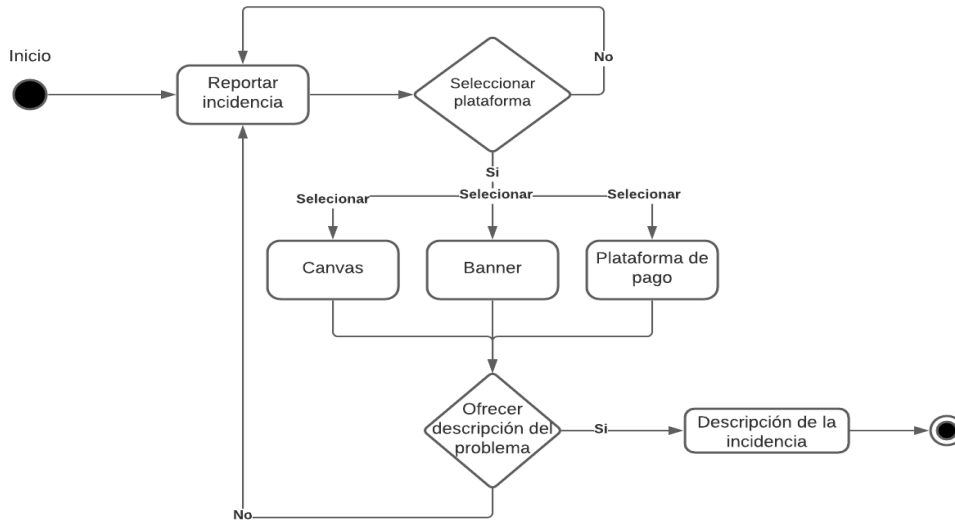 Inicio
Reportar
incidencia
Seleccionar
plataforma
No
Si
Selecionar
Selecionar
Selecionar
Canvas
Banner
Plataforma de
pago
Ofrecer
descripción del
problema
Si
Descripción de la
incidencia
No